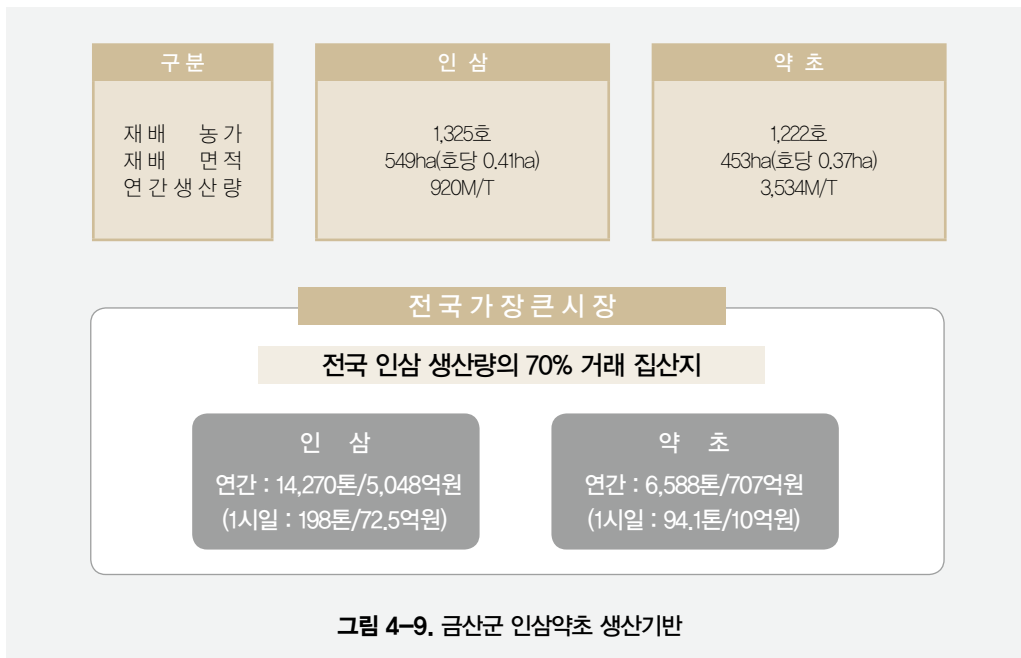 구분 인 삼 약 초
재배 농가 1,325호 1,222호
재배 면적 549ha(호당 0.41ha) 453ha(호당 0.37ha)
연간생산량 920M/T 3,534M/T
전국가장큰시장
전국 인삼 생산량의 70% 거래 집산지
인 삼
연간 : 14,270톤/5,048억원
(1시일 : 198톤/72.5억원)
약 초
연간 : 6,588톤/707억원
(1시일 : 94.1톤/10억원)
그림 4-9. 금산군 인삼약초 생산기반